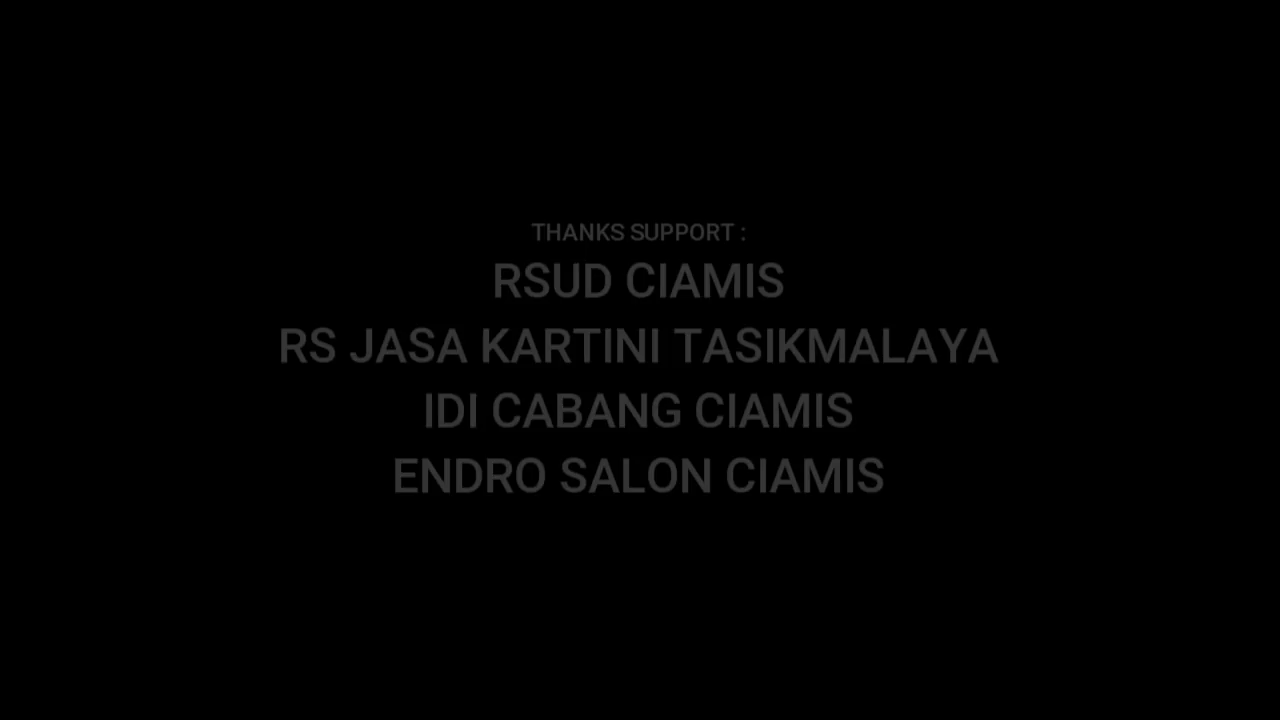 THANKS SUPPORT :
RSUD CIAMIS
RS JASA KARTINI TASIKMALAYA
IDI CABANG CIAMIS
ENDRO SALON CIAMIS